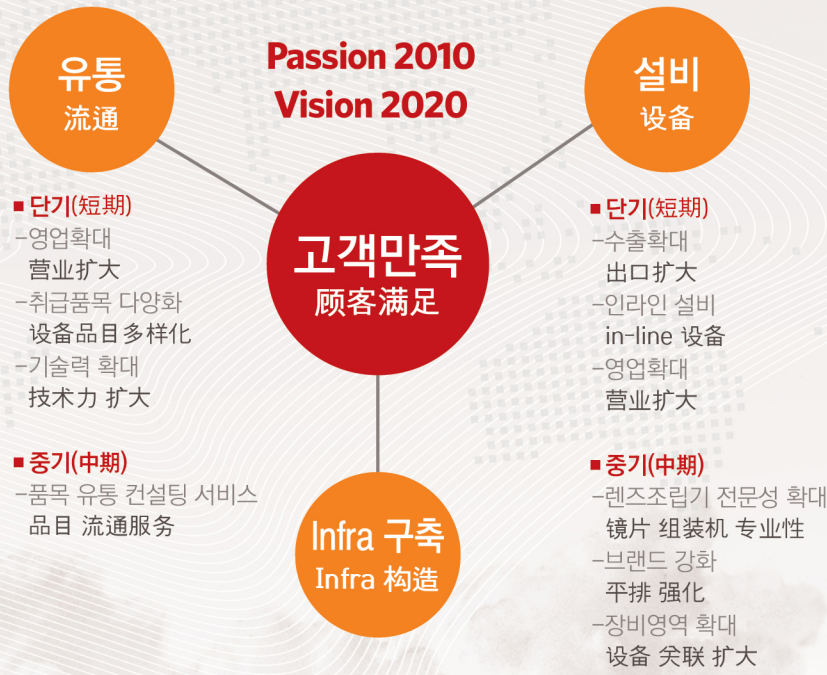 Passion 2010
Vision 2020
유통
流通
설비
设备
고객만족
顾客满足
Infra 구축
Infra 构造
■ 단기(短期)
-영업확대
营业扩大
-취급품목 다양화
设备品目多样化
-기술력 확대
技术力 扩大
■ 중기(中期)
-품목 유통 컨설팅 서비스
品目 流通服务
■ 단기(短期)
-수출확대
出口扩大
-인라인 설비
in-line 设备
-영업확대
营业扩大
■ 중기(中期)
-렌즈조립기 전문성 확대
镜片 组装机 专业性
-브랜드 강화
平排 强化
-장비영역 확대
设备 关联 扩大